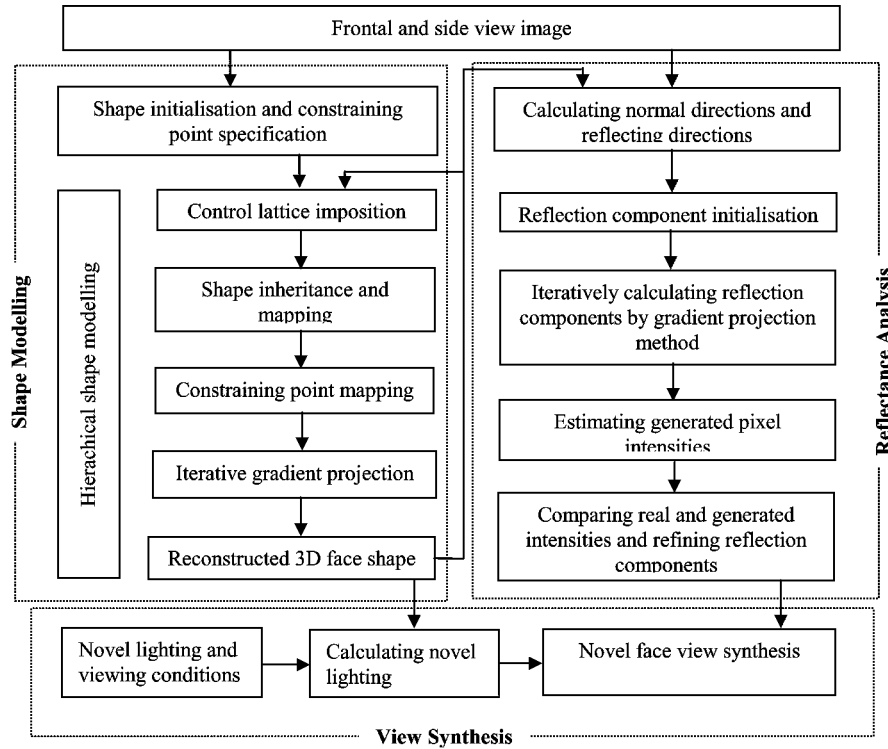 Frontal and side view image
Shape Modelling
Shape initialisation and constraining
point specification
Hierachical shape modelling
Control lattice imposition
Shape inheritance and
mapping
Constraining point mapping
Iterative gradient projection
Reconstructed 3D face shape
Reflectance Analysis
Calculating normal directions and
reflecting directions
Reflection component initialisation
Iteratively calculating reflection
components by gradient projection
method
Estimating generated pixel
intensities
Comparing real and generated
intensities and refining reflection
components
Novel lighting and
viewing conditions
Calculating novel
lighting
Novel face view synthesis
View Synthesis